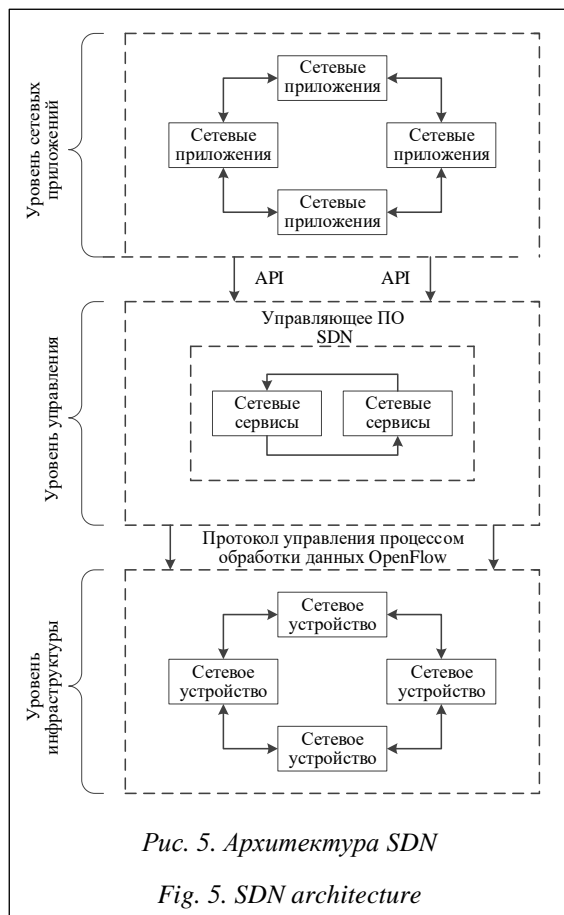 Уровень сетевых
приложений
Сетевые
приложения
Сетевые
приложения
Сетевые
приложения
Сетевые
приложения
API
API
Уровень управления
Управляющее ПО
SDN
Сетевые
сервисы
Сетевые
сервисы
Протокол управления процессом
обработки данных OpenFlow
Уровень
инфраструктуры
Сетевое
устройство
Сетевое
устройство
Сетевое
устройство
Сетевое
устройство
Рис. 5. Архитектура SDN
Fig. 5. SDN architecture